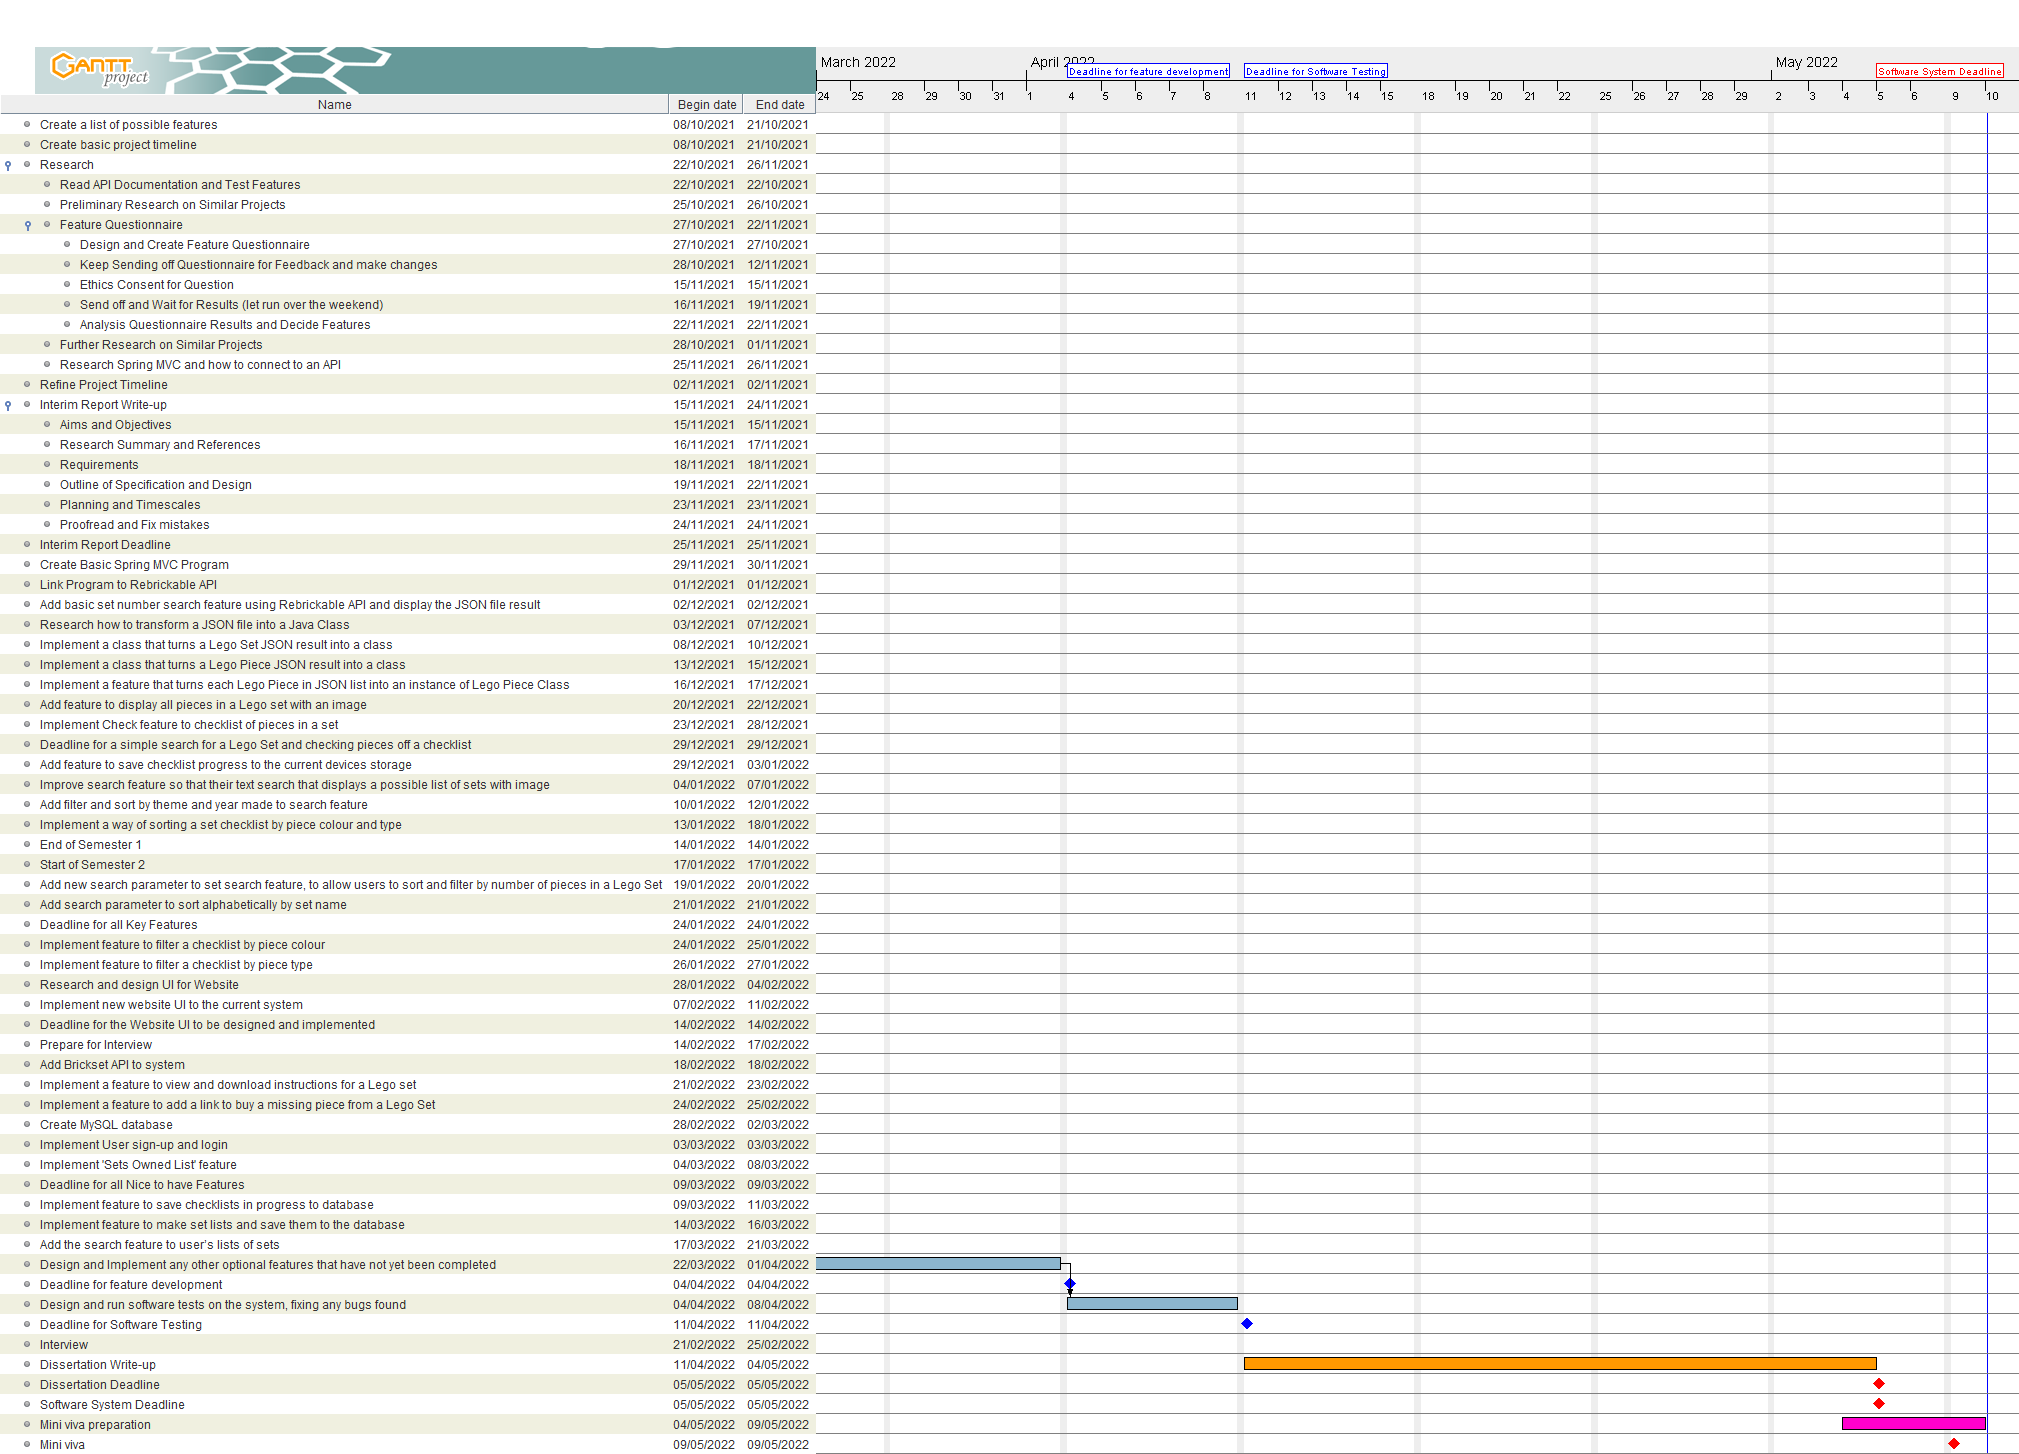 GANTT
project
March 2022
April 2022
May 2022
Deadline for feature development
Deadline for Software Testing
Software System Deadline
24 25 28 29 30 31 1 4 5 6 7 8 11 12 13 14 15 18 19 20 21 22 25 26 27 28 29 2 3 4 5 6 9 10
Name Begin date End date
Create a list of possible features 08/10/2021 21/10/2021
Create basic project timeline 08/10/2021 21/10/2021
Research 22/10/2021 26/11/2021
Read API Documentation and Test Features 22/10/2021 22/10/2021
Preliminary Research on Similar Projects 25/10/2021 26/10/2021
Feature Questionnaire 27/10/2021 22/11/2021
Design and Create Feature Questionnaire 27/10/2021 27/10/2021
Keep Sending off Questionnaire for Feedback and make changes 28/10/2021 12/11/2021
Ethics Consent for Question 15/11/2021 15/11/2021
Send off and Wait for Results (let run over the weekend) 16/11/2021 19/11/2021
Analysis Questionnaire Results and Decide Features 22/11/2021 22/11/2021
Further Research on Similar Projects 28/10/2021 01/11/2021
Research Spring MVC and how to connect to an API 25/11/2021 26/11/2021
Refine Project Timeline 02/11/2021 02/11/2021
Interim Report Write-up 15/11/2021 24/11/2021
Aims and Objectives 15/11/2021 15/11/2021
Research Summary and References 16/11/2021 17/11/2021
Requirements 18/11/2021 18/11/2021
Outline of Specification and Design 19/11/2021 22/11/2021
Planning and Timescales 23/11/2021 23/11/2021
Proofread and Fix mistakes 24/11/2021 24/11/2021
Interim Report Deadline 25/11/2021 25/11/2021
Create Basic Spring MVC Program 29/11/2021 30/11/2021
Link Program to Rebrickable API 01/12/2021 01/12/2021
Add basic set number search feature using Rebrickable API and display the JSON file result 02/12/2021 02/12/2021
Research how to transform a JSON file into a Java Class 03/12/2021 07/12/2021
Implement a class that turns a Lego Set JSON result into a class 08/12/2021 10/12/2021
Implement a class that turns a Lego Piece JSON result into a class 13/12/2021 15/12/2021
Implement a feature that turns each Lego Piece in JSON list into an instance of Lego Piece Class 16/12/2021 17/12/2021
Add feature to display all pieces in a Lego set with an image 20/12/2021 22/12/2021
Implement Check feature to checklist of pieces in a set 23/12/2021 28/12/2021
Deadline for a simple search for a Lego Set and checking pieces off a checklist 29/12/2021 29/12/2021
Add feature to save checklist progress to the current devices storage 29/12/2021 03/01/2022
Improve search feature so that their text search that displays a possible list of sets with image 04/01/2022 07/01/2022
Add filter and sort by theme and year made to search feature 10/01/2022 12/01/2022
Implement a way of sorting a set checklist by piece colour and type 13/01/2022 18/01/2022
End of Semester 1 14/01/2022 14/01/2022
Start of Semester 2 17/01/2022 17/01/2022
Add new search parameter to set search feature, to allow users to sort and filter by number of pieces in a Lego Set 19/01/2022 20/01/2022
Add search parameter to sort alphabetically by set name 21/01/2022 21/01/2022
Deadline for all Key Features 24/01/2022 24/01/2022
Implement feature to filter a checklist by piece colour 24/01/2022 25/01/2022
Implement feature to filter a checklist by piece type 26/01/2022 27/01/2022
Research and design UI for Website 28/01/2022 04/02/2022
Implement new website UI to the current system 07/02/2022 11/02/2022
Deadline for the Website UI to be designed and implemented 14/02/2022 14/02/2022
Prepare for Interview 14/02/2022 17/02/2022
Add Brickset API to system 18/02/2022 18/02/2022
Implement a feature to view and download instructions for a Lego set 21/02/2022 23/02/2022
Implement a feature to add a link to buy a missing piece from a Lego Set 24/02/2022 25/02/2022
Create MySQL database 28/02/2022 02/03/2022
Implement User sign-up and login 03/03/2022 03/03/2022
Implement 'Sets Owned List' feature 04/03/2022 08/03/2022
Deadline for all Nice to have Features 09/03/2022 09/03/2022
Implement feature to save checklists in progress to database 09/03/2022 11/03/2022
Implement feature to make set lists and save them to the database 14/03/2022 16/03/2022
Add the search feature to user's lists of sets 17/03/2022 21/03/2022
Design and Implement any other optional features that have not yet been completed 22/03/2022 01/04/2022
Deadline for feature development 04/04/2022 04/04/2022
Design and run software tests on the system, fixing any bugs found 04/04/2022 08/04/2022
Deadline for Software Testing 11/04/2022 11/04/2022
Interview 21/02/2022 25/02/2022
Dissertation Write-up 11/04/2022 04/05/2022
Dissertation Deadline 05/05/2022 05/05/2022
Software System Deadline 05/05/2022 05/05/2022
Mini viva preparation 04/05/2022 09/05/2022
Mini viva 09/05/2022 09/05/2022